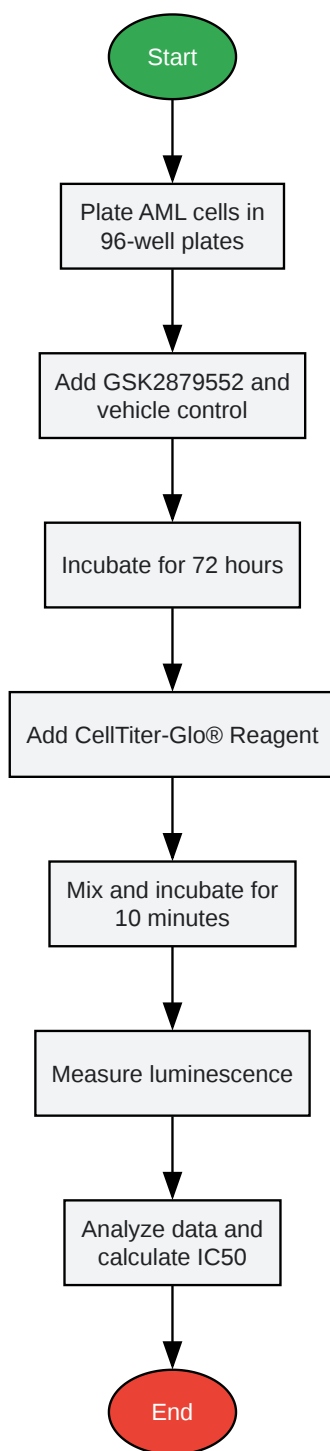 Start
Plate AML cells in
96-well plates
Add GSK2879552 and
vehicle control
Incubate for 72 hours
Add CellTiter-Glo® Reagent
Mix and incubate for
10 minutes
Measure luminescence
Analyze data and
calculate IC50
End